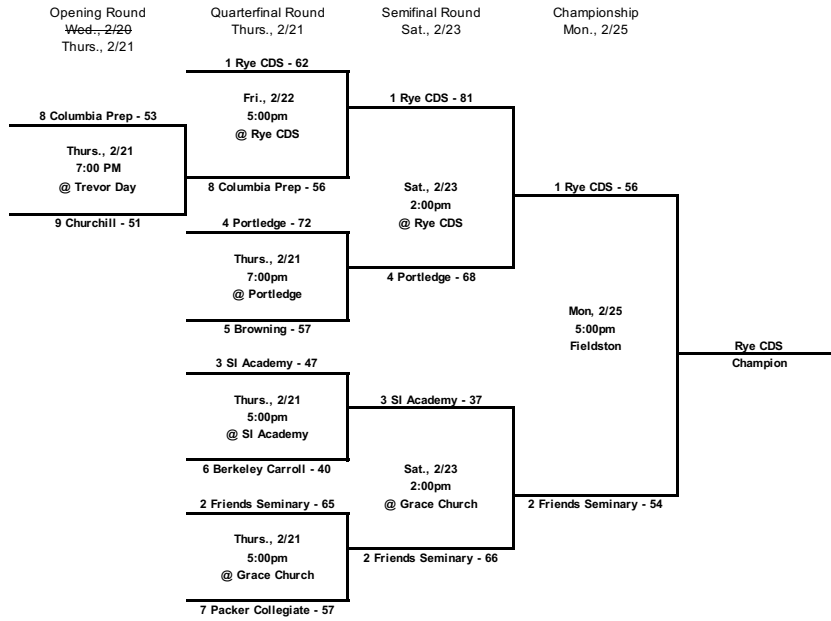 Opening Round
Wed., 2/20
Thurs., 2/21
Quarterfinal Round
Thurs., 2/21
Semifinal Round
Sat., 2/23
Championship
Mon., 2/25
1 Rye CDS - 62
Fri., 2/22
5:00pm
@ Rye CDS
8 Columbia Prep - 56
8 Columbia Prep - 53
Thurs., 2/21
7:00 PM
@ Trevor Day
9 Churchill - 51
1 Rye CDS - 81
Sat., 2/23
2:00pm
@ Rye CDS
4 Portledge - 68
4 Portledge - 72
Thurs., 2/21
7:00pm
@ Portledge
5 Browning - 57
1 Rye CDS - 56
Mon, 2/25
5:00pm
Fieldston
Rye CDS
Champion
3 SI Academy - 47
Thurs., 2/21
5:00pm
@ SI Academy
6 Berkeley Carroll - 40
3 SI Academy - 37
Sat., 2/23
2:00pm
@ Grace Church
2 Friends Seminary - 66
2 Friends Seminary - 54
2 Friends Seminary - 65
Thurs., 2/21
5:00pm
@ Grace Church
7 Packer Collegiate - 57